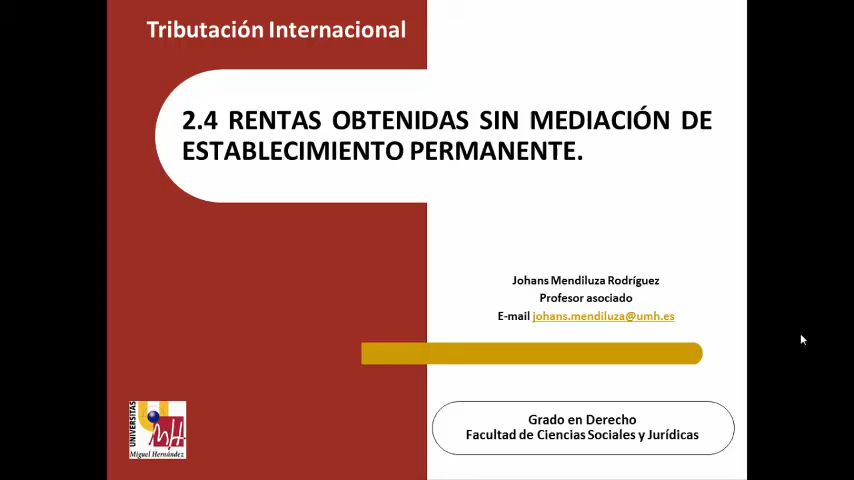 Tributación Internacional
2.4 RENTAS OBTENIDAS SIN MEDIACIÓN DE
ESTABLECIMIENTO PERMANENTE.
Johans Mendiluza Rodríguez
Profesor asociado
E-mail johans.mendiluza@umh.es
UNIVERSITAS
Miguel Hernández
Grado en Derecho
Facultad de Ciencias Sociales y Jurídicas